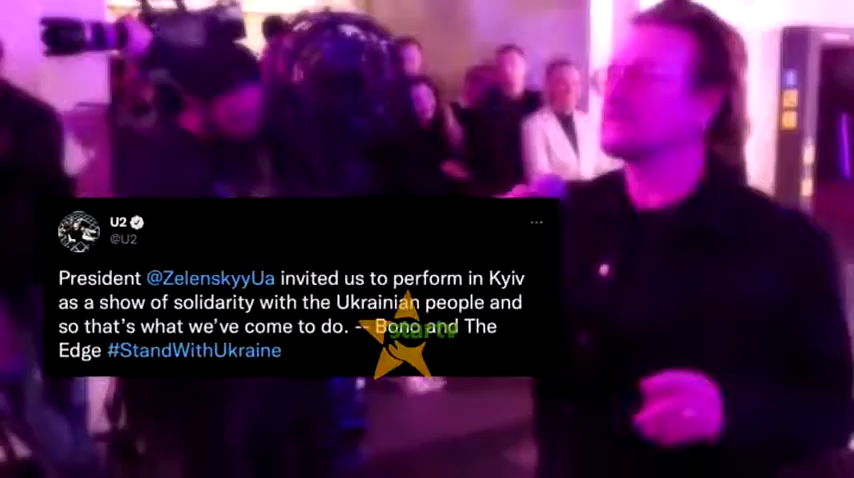 U2
@U2
President @ZelenskyyUa invited us to perform in Kyiv
as a show of solidarity with the Ukrainian people and
so that's what we've come to do. -- Bono and The
Edge #StandWithUkraine
startv